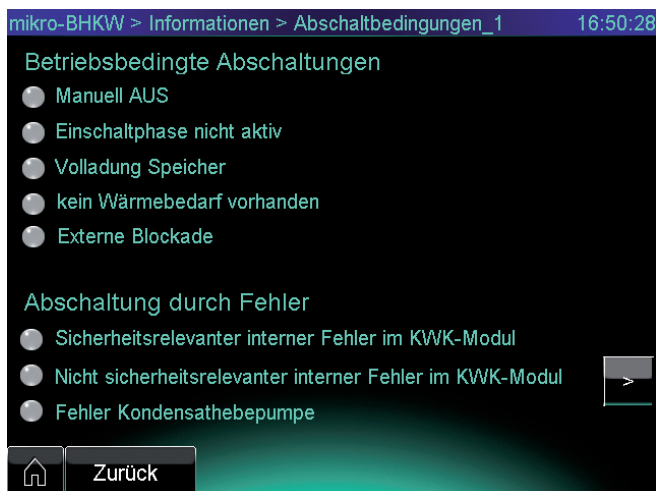 mikro-BHKW > Informationen > Abschaltbedingungen_1 16:50:28
Betriebsbedingte Abschaltungen
Manuell AUS
Einschaltphase nicht aktiv
Volladung Speicher
kein Wärmebedarf vorhanden
Externe Blockade
Abschaltung durch Fehler
Sicherheitsrelevanter interner Fehler im KWK-Modul
Nicht sicherheitsrelevanter interner Fehler im KWK-Modul
>
Fehler Kondensathebepumpe
Zurück